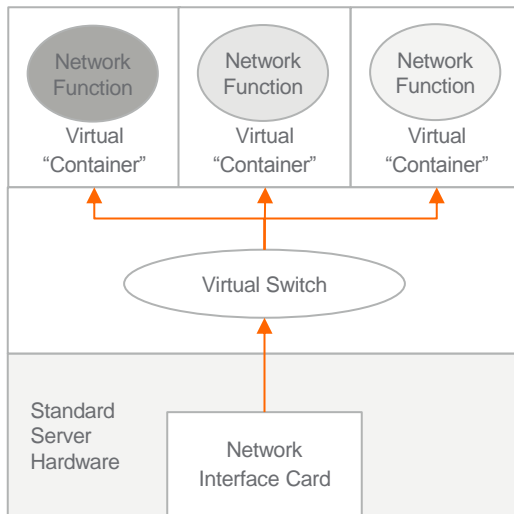 Network
Function
Virtual
“Container”
Network
Function
Virtual
“Container”
Network
Function
Virtual
“Container”
Virtual Switch
Standard
Server
Hardware
Network
Interface Card